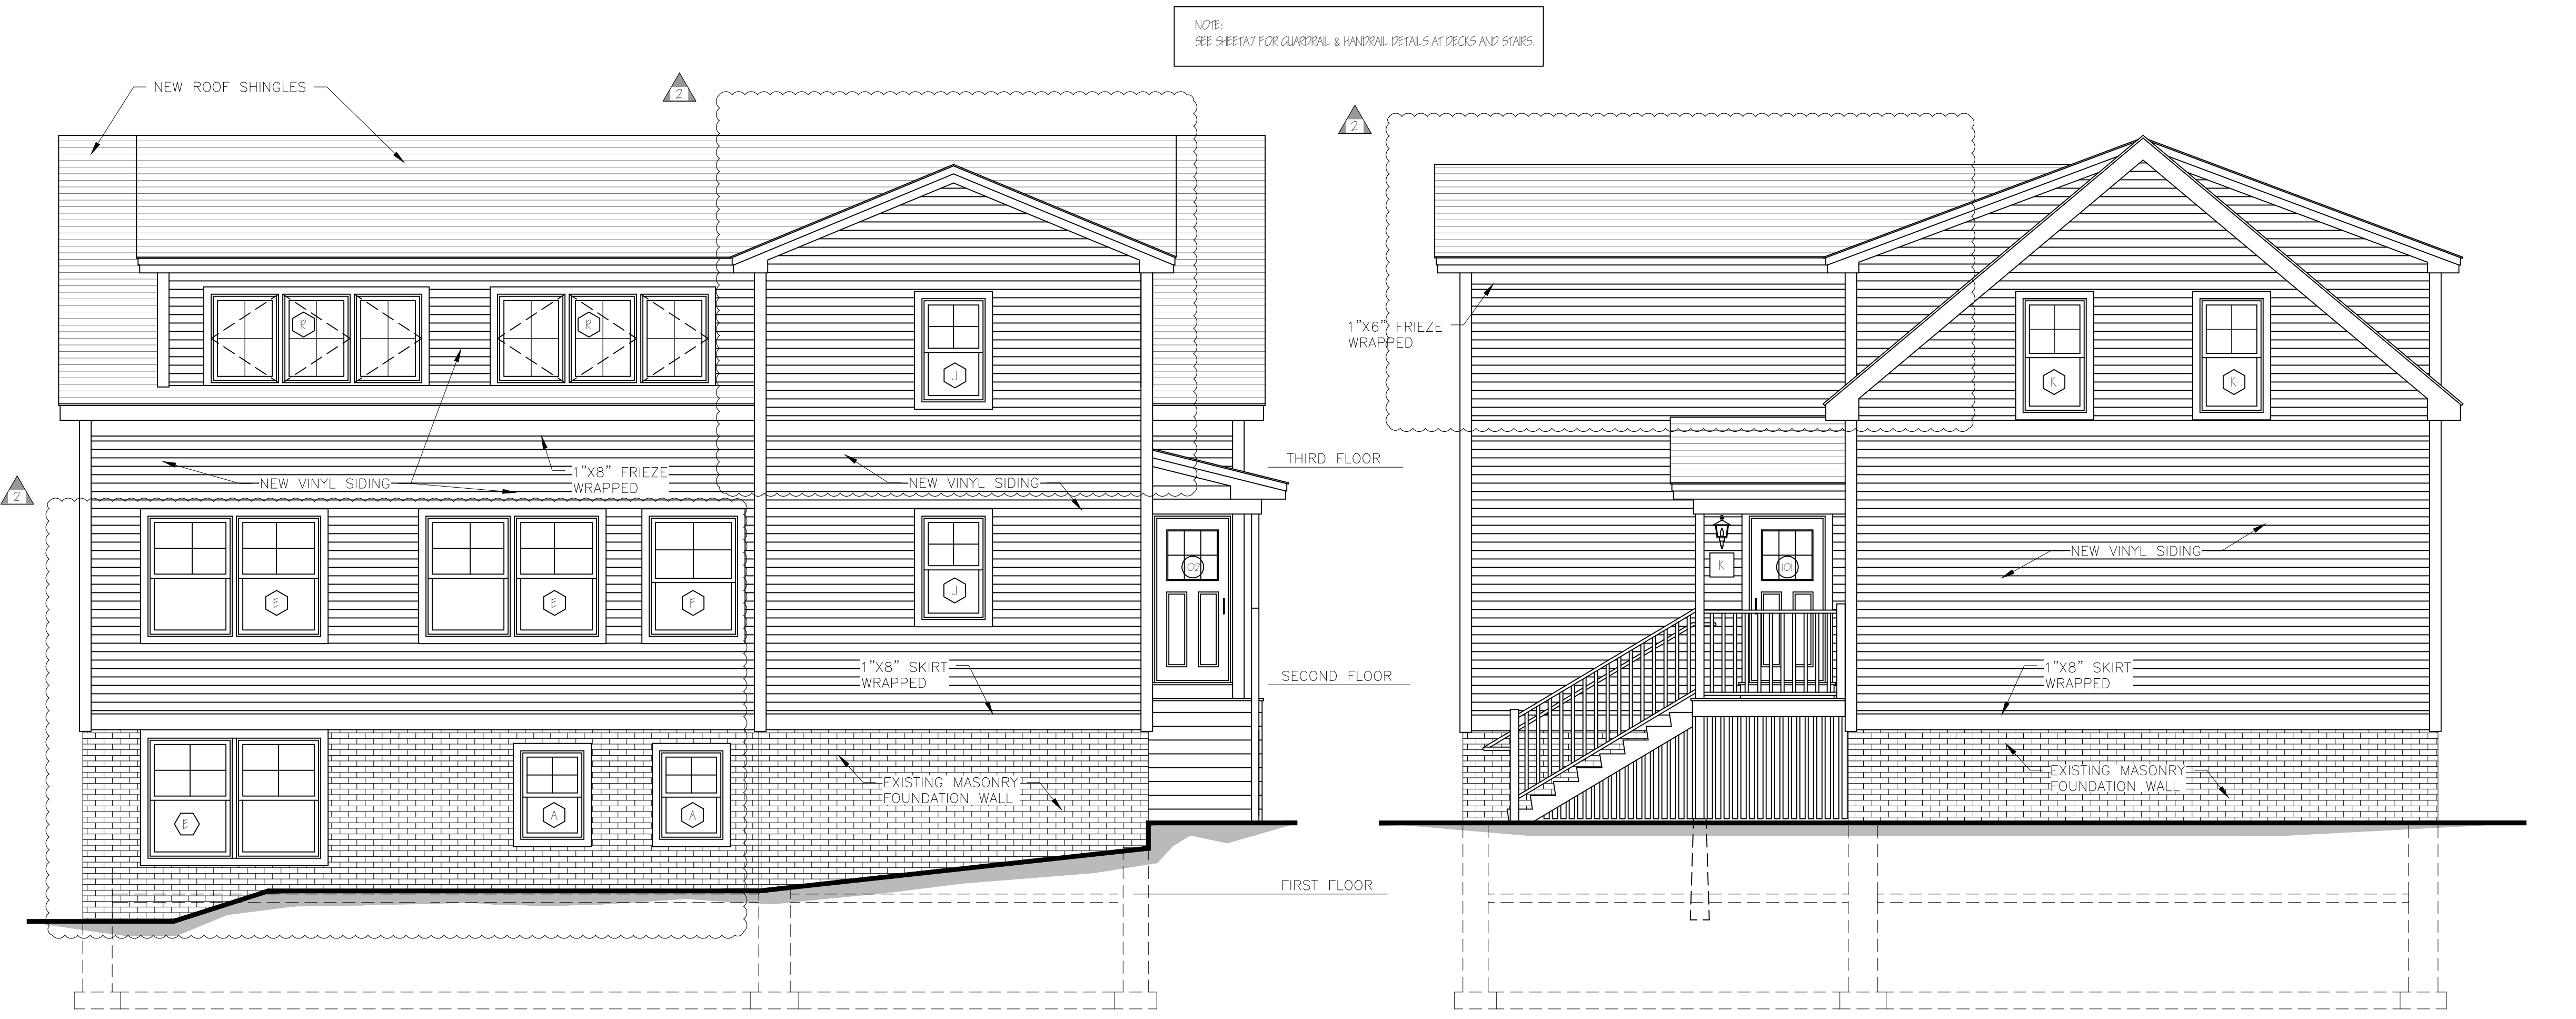 NOTE:
SEE SHEET A7 FOR GUARDRAIL & HANDRAIL DETAILS AT DECKS AND STAIRS.
NEW ROOF SHINGLES
2
2
R
R
J
1"X6" FRIEZE
WRAPPED
K
K
THIRD FLOOR
1"X8" FRIEZE
WRAPPED
NEW VINYL SIDING
NEW VINYL SIDING
2
E
E
F
J
102
K
101
NEW VINYL SIDING
1"X8" SKIRT
WRAPPED
SECOND FLOOR
1"X8" SKIRT
WRAPPED
E
A
A
EXISTING MASONRY
FOUNDATION WALL
EXISTING MASONRY
FOUNDATION WALL
FIRST FLOOR